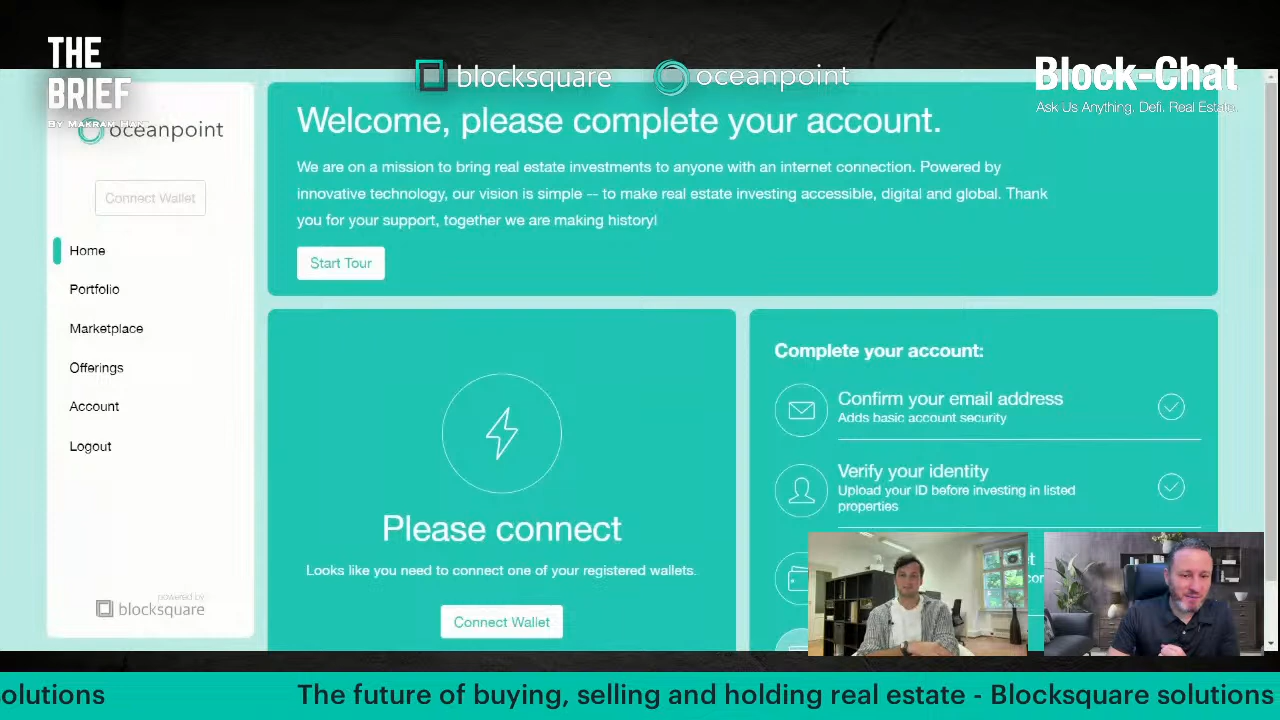 THE
BRIEF
BY MAKRAM HANI
blocksquare
oceanpoint
Block-Chat
Ask Us Anything. Defi. Real Estate.
oceanpoint
Connect Wallet
Home
Portfolio
Marketplace
Offerings
Account
Logout
powered by
blocksquare
Welcome, please complete your account.
We are on a mission to bring real estate investments to anyone with an internet connection. Powered by
innovative technology, our vision is simple -- to make real estate investing accessible, digital and global. Thank
you for your support, together we are making history!
Start Tour
Please connect
Looks like you need to connect one of your registered wallets.
Connect Wallet
Complete your account:
Confirm your email address
Adds basic account security
Verify your identity
Upload your ID before investing in listed
properties
olutions
The future of buying, selling and holding real estate - Blocksquare solutions